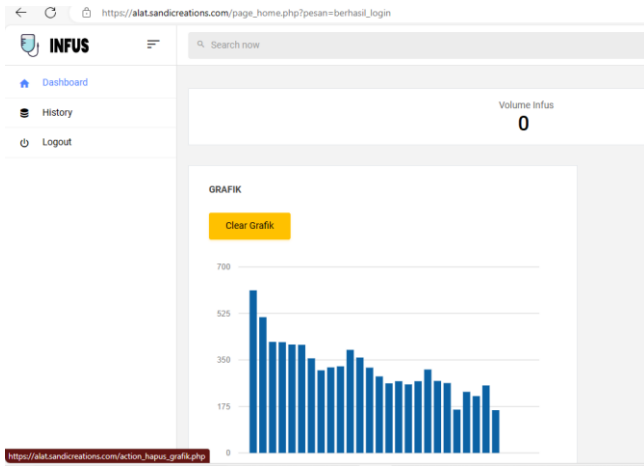 https://alat.sandicreations.com/page_home.php?pesan=berhasil_login
INFUS
Search now
Dashboard
History
Logout
Volume Infus
0
GRAFIK
Clear Grafik
700
525
350
175
0
https://alat.sandicreations.com/action_hapus_grafik.php